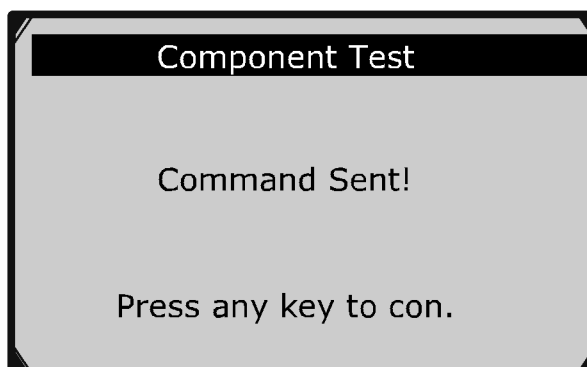 Component Test
Command Sent!
Press any key to con.